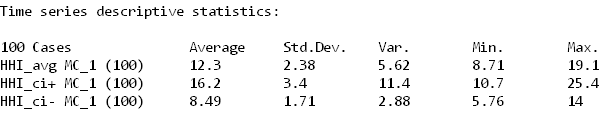 Time series descriptive statistics:
100 Cases Average Std.Dev. Var. Min. Max.
HHI_avg MC_1 (100) 12.3 2.38 5.62 8.71 19.1
HHI_ci+ MC_1 (100) 16.2 3.4 11.4 10.7 25.4
HHI_ci- MC_1 (100) 8.49 1.71 2.88 5.76 14